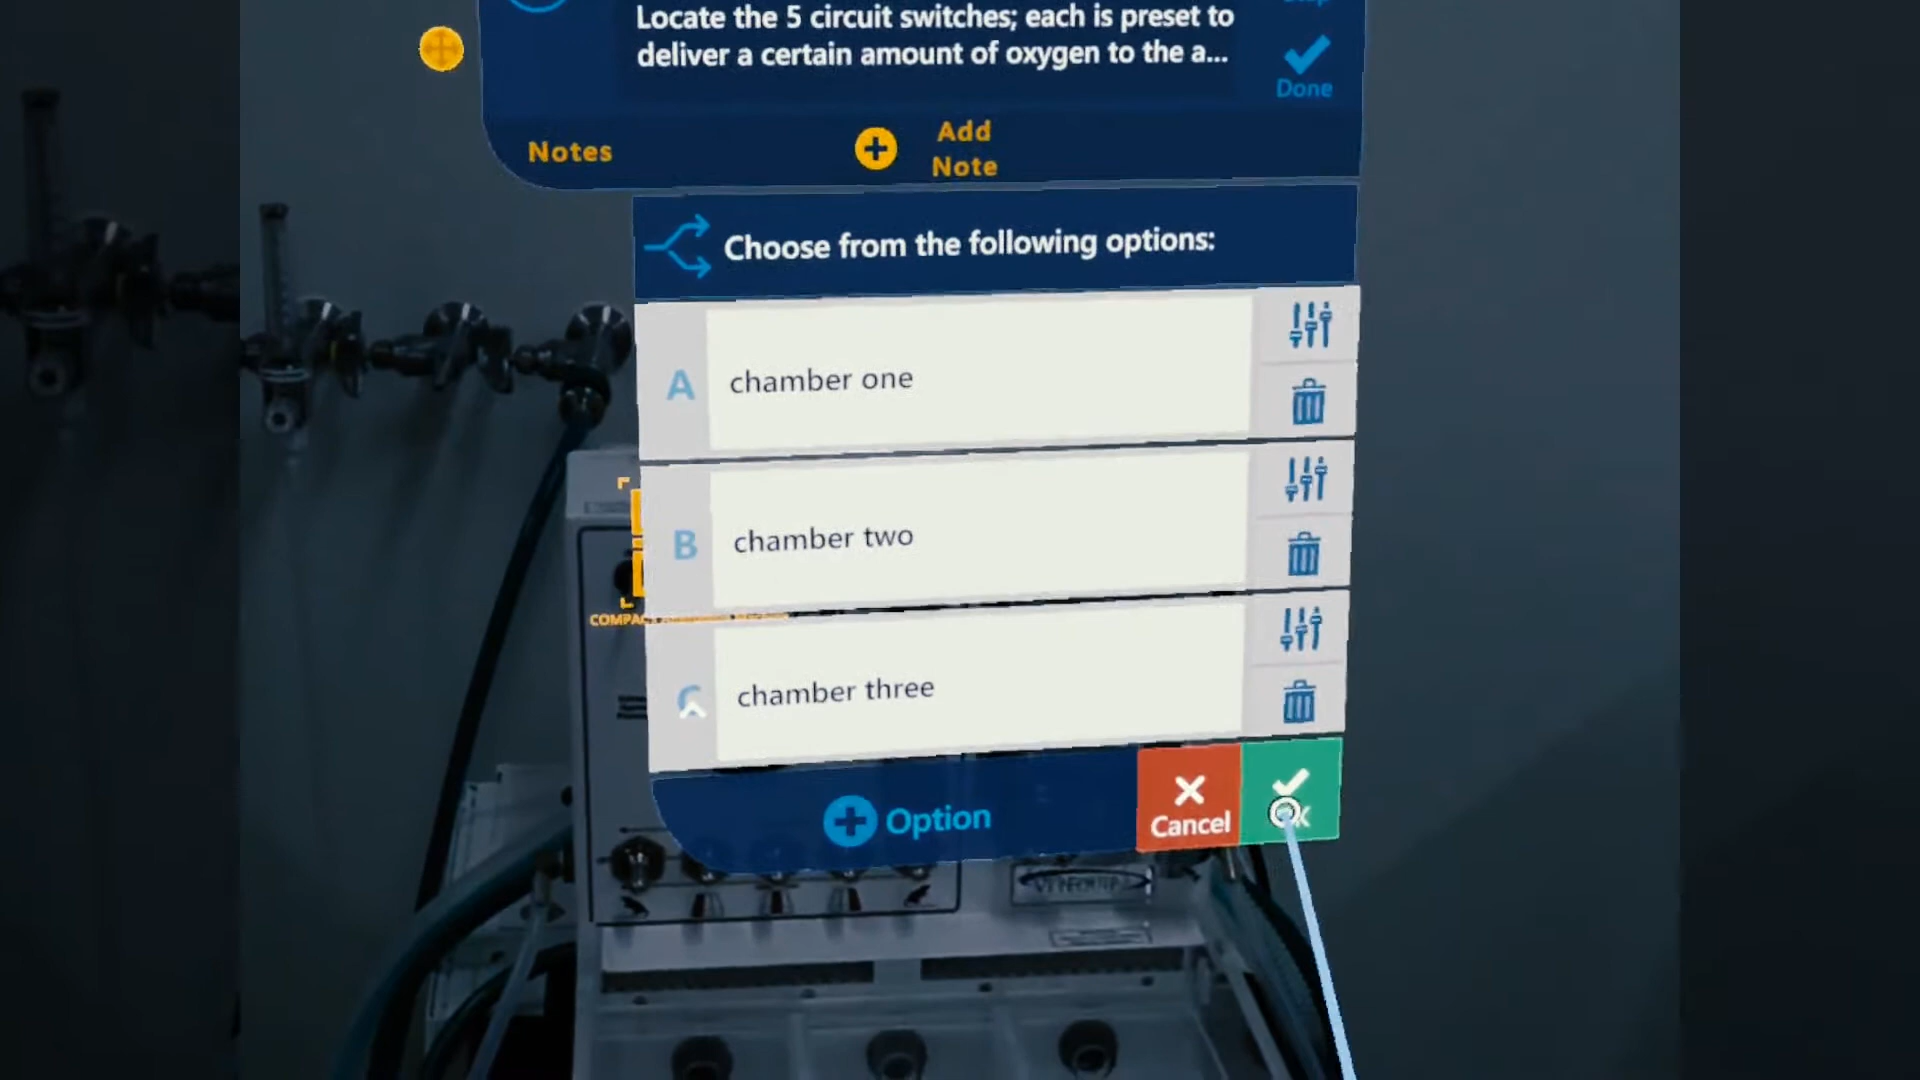 Locate the 5 circuit switches; each is preset to
deliver a certain amount of oxygen to the a...
Done
Notes
Add
Note
Choose from the following options:
A
chamber one
B
chamber two
C
chamber three
Option
Cancel